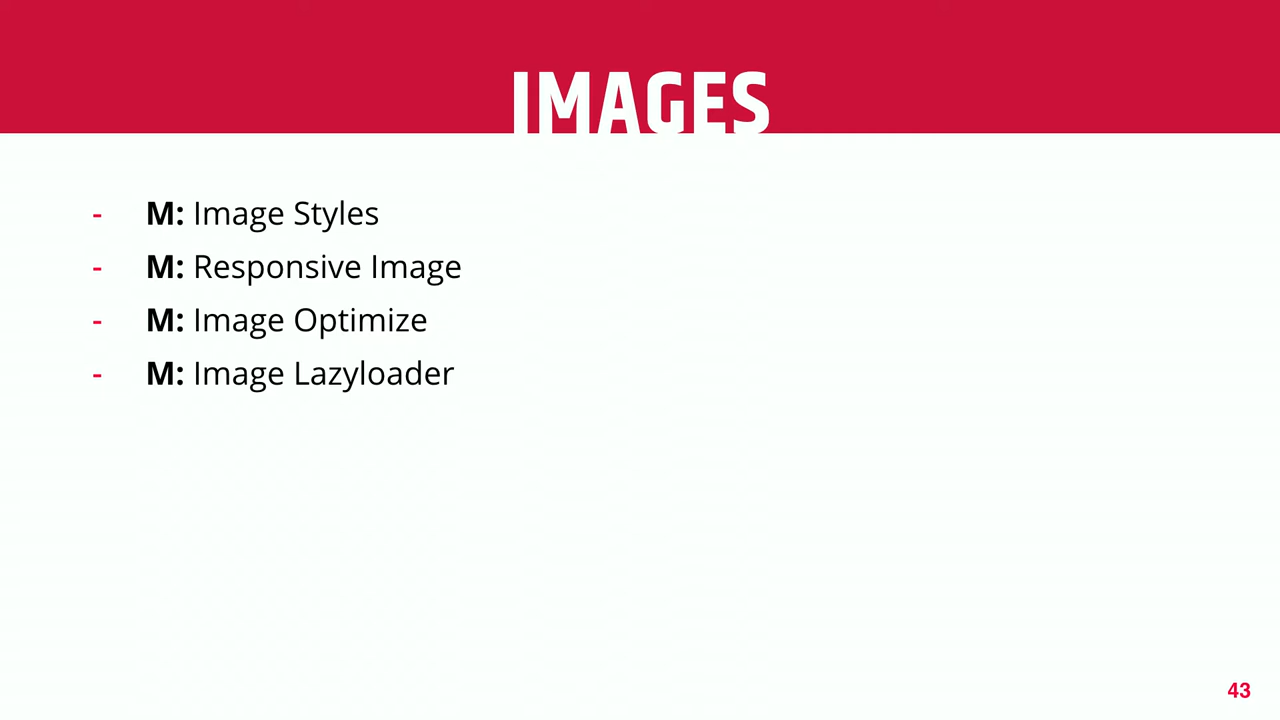 IMAGES
- M: Image Styles
- M: Responsive Image
- M: Image Optimize
- M: Image Lazyloader
43